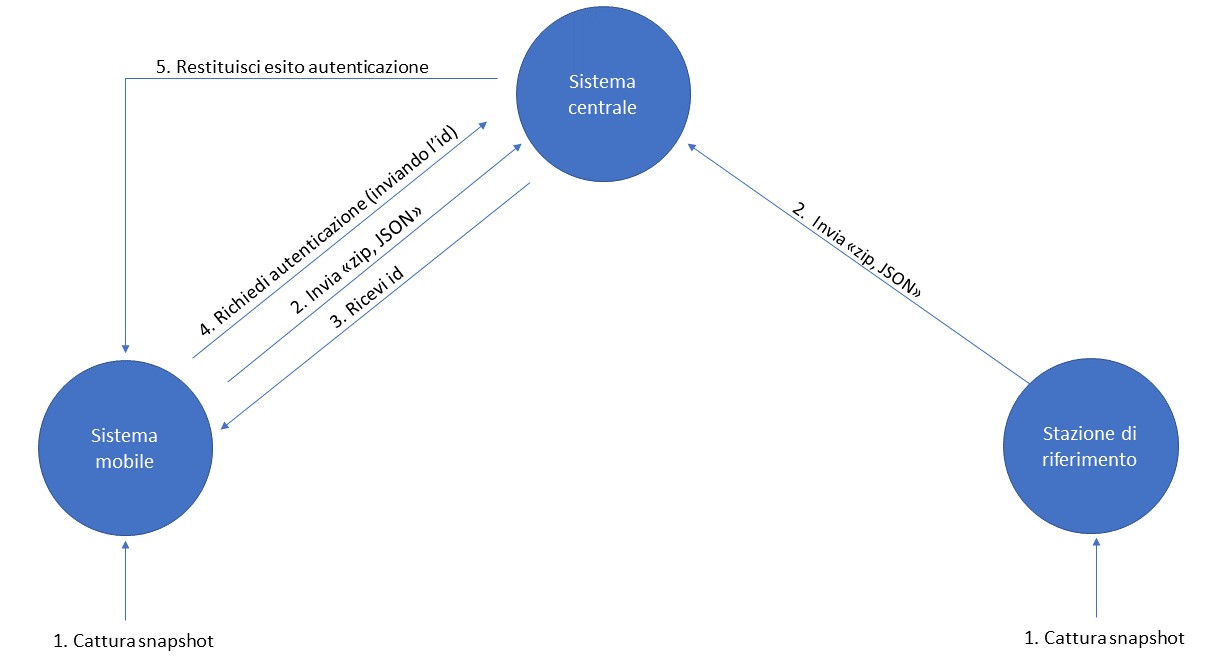 5. Restituisci esito autenticazione
Sistema
centrale
4. Richiedi autenticazione (inviando l’id)
2. Invia «zip, JSON»
3. Ricevi id
2. Invia «zip, JSON»
Sistema
mobile
Stazione di
riferimento
1. Cattura snapshot
1. Cattura snapshot